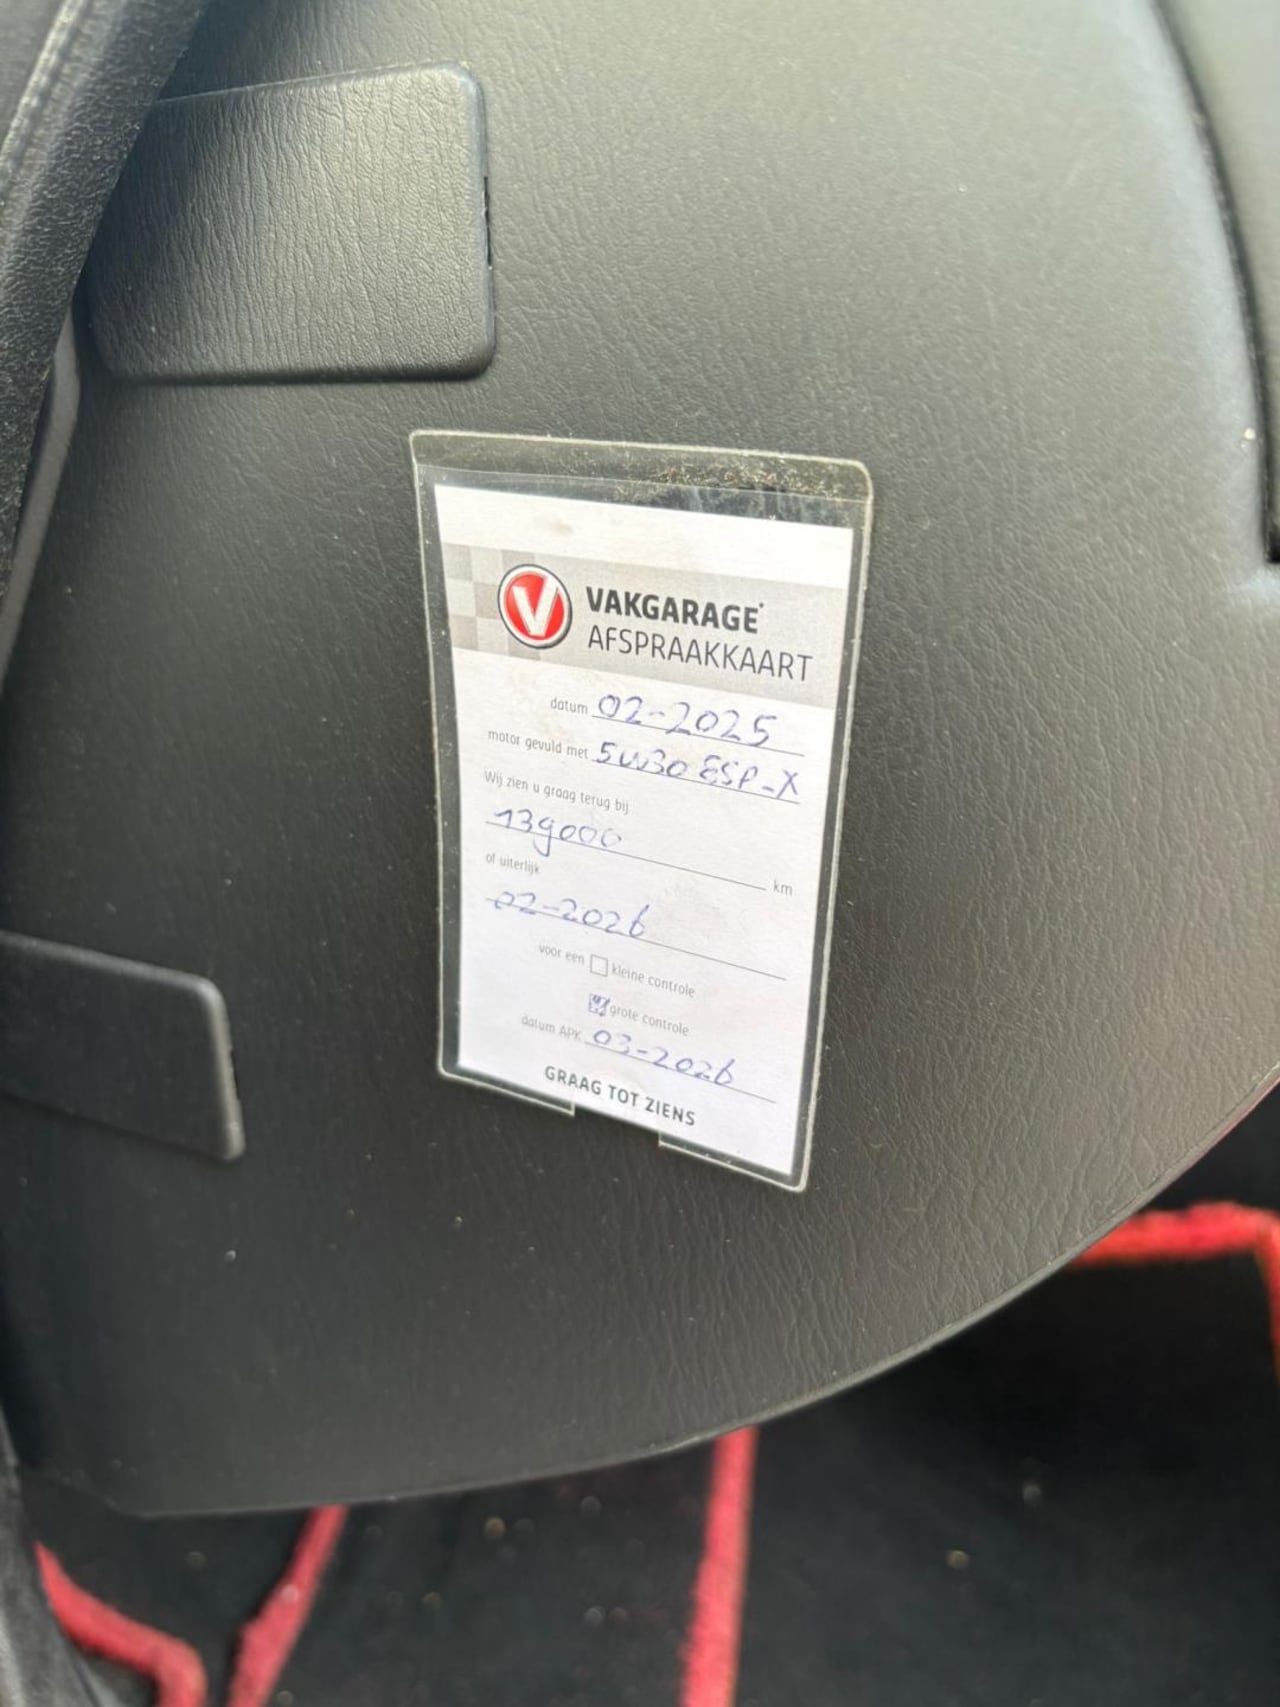 V VAKGARAGE
AFSPRAAKKAART
datum 02-2025
motor gevuld met 5W30 ESP-X
Wij zien u graag terug bij
139000 km
of uiterlijk
02-2026
voor een kleine controle
grote controle
datum APK 03-2026
GRAAG TOT ZIENS